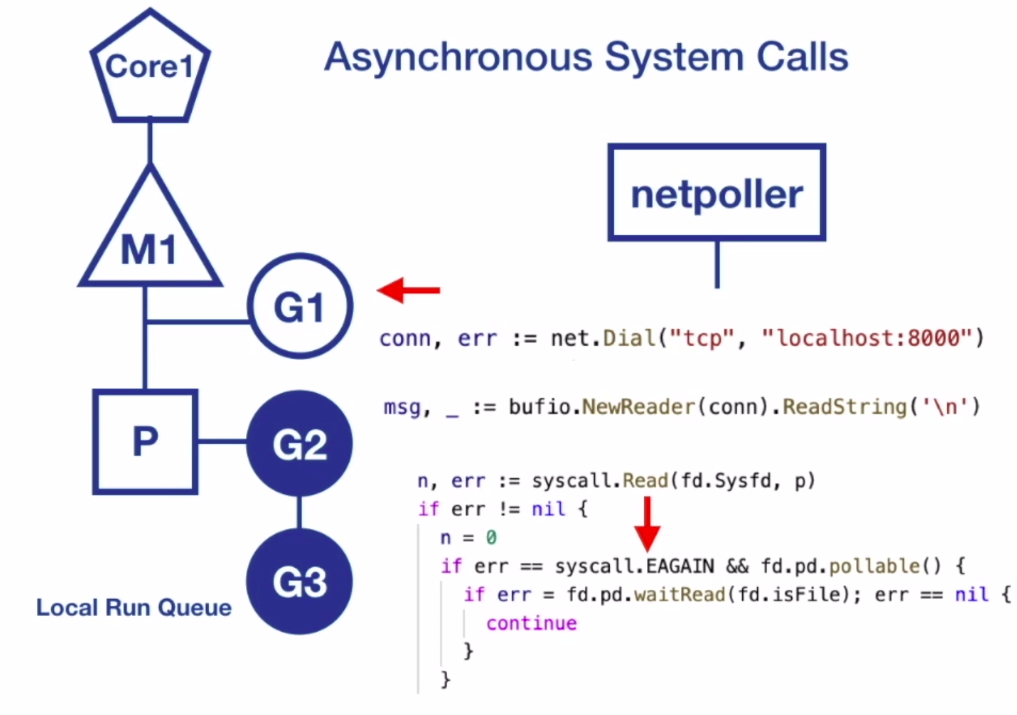 Core1
Asynchronous System Calls
netpoller
M1
G1
conn, err := net.Dial("tcp", "localhost:8000")
msg, _ := bufio.NewReader(conn).ReadString('\n')
P
G2
n, err := syscall.Read(fd.Sysfd, p)
if err != nil {
n = 0
if err == syscall.EAGAIN && fd.pd.pollable() {
if err = fd.pd.waitRead(fd.isFile); err == nil {
continue
}
}
G3
Local Run Queue